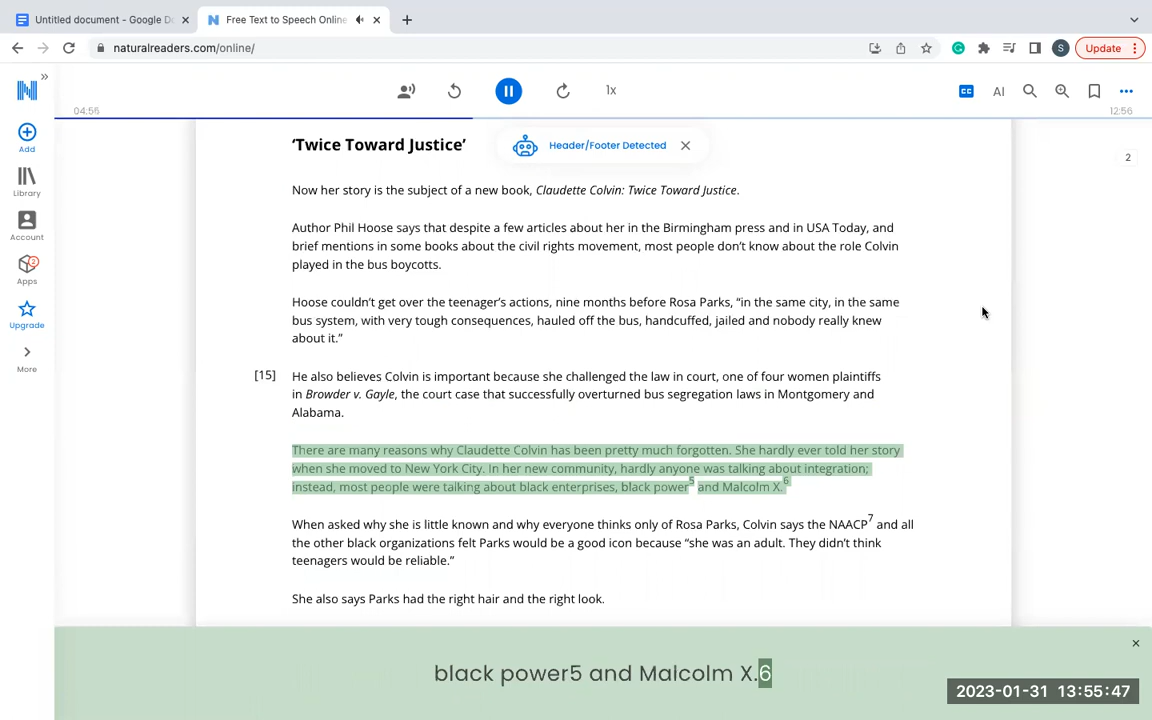 Untitled document - Google Do
Free Text to Speech Online
naturalreaders.com/online/
S
Update
04:56
1x
AI
12:56
Add
Library
Account
2
Apps
Upgrade
More
'Twice Toward Justice'
Header/Footer Detected
2
Now her story is the subject of a new book, Claudette Colvin: Twice Toward Justice.
Author Phil Hoose says that despite a few articles about her in the Birmingham press and in USA Today, and
brief mentions in some books about the civil rights movement, most people don't know about the role Colvin
played in the bus boycotts.
Hoose couldn't get over the teenager's actions, nine months before Rosa Parks, "in the same city, in the same
bus system, with very tough consequences, hauled off the bus, handcuffed, jailed and nobody really knew
about it."
[15] He also believes Colvin is important because she challenged the law in court, one of four women plaintiffs
in Browder v. Gayle, the court case that successfully overturned bus segregation laws in Montgomery and
Alabama.
There are many reasons why Claudette Colvin has been pretty much forgotten. She hardly ever told her story
when she moved to New York City. In her new community, hardly anyone was talking about integration;
instead, most people were talking about black enterprises, black power5 and Malcolm X.6
When asked why she is little known and why everyone thinks only of Rosa Parks, Colvin says the NAACP7 and all
the other black organizations felt Parks would be a good icon because "she was an adult. They didn't think
teenagers would be reliable."
She also says Parks had the right hair and the right look.
black power5 and Malcolm X.6
2023-01-31 13:55:47